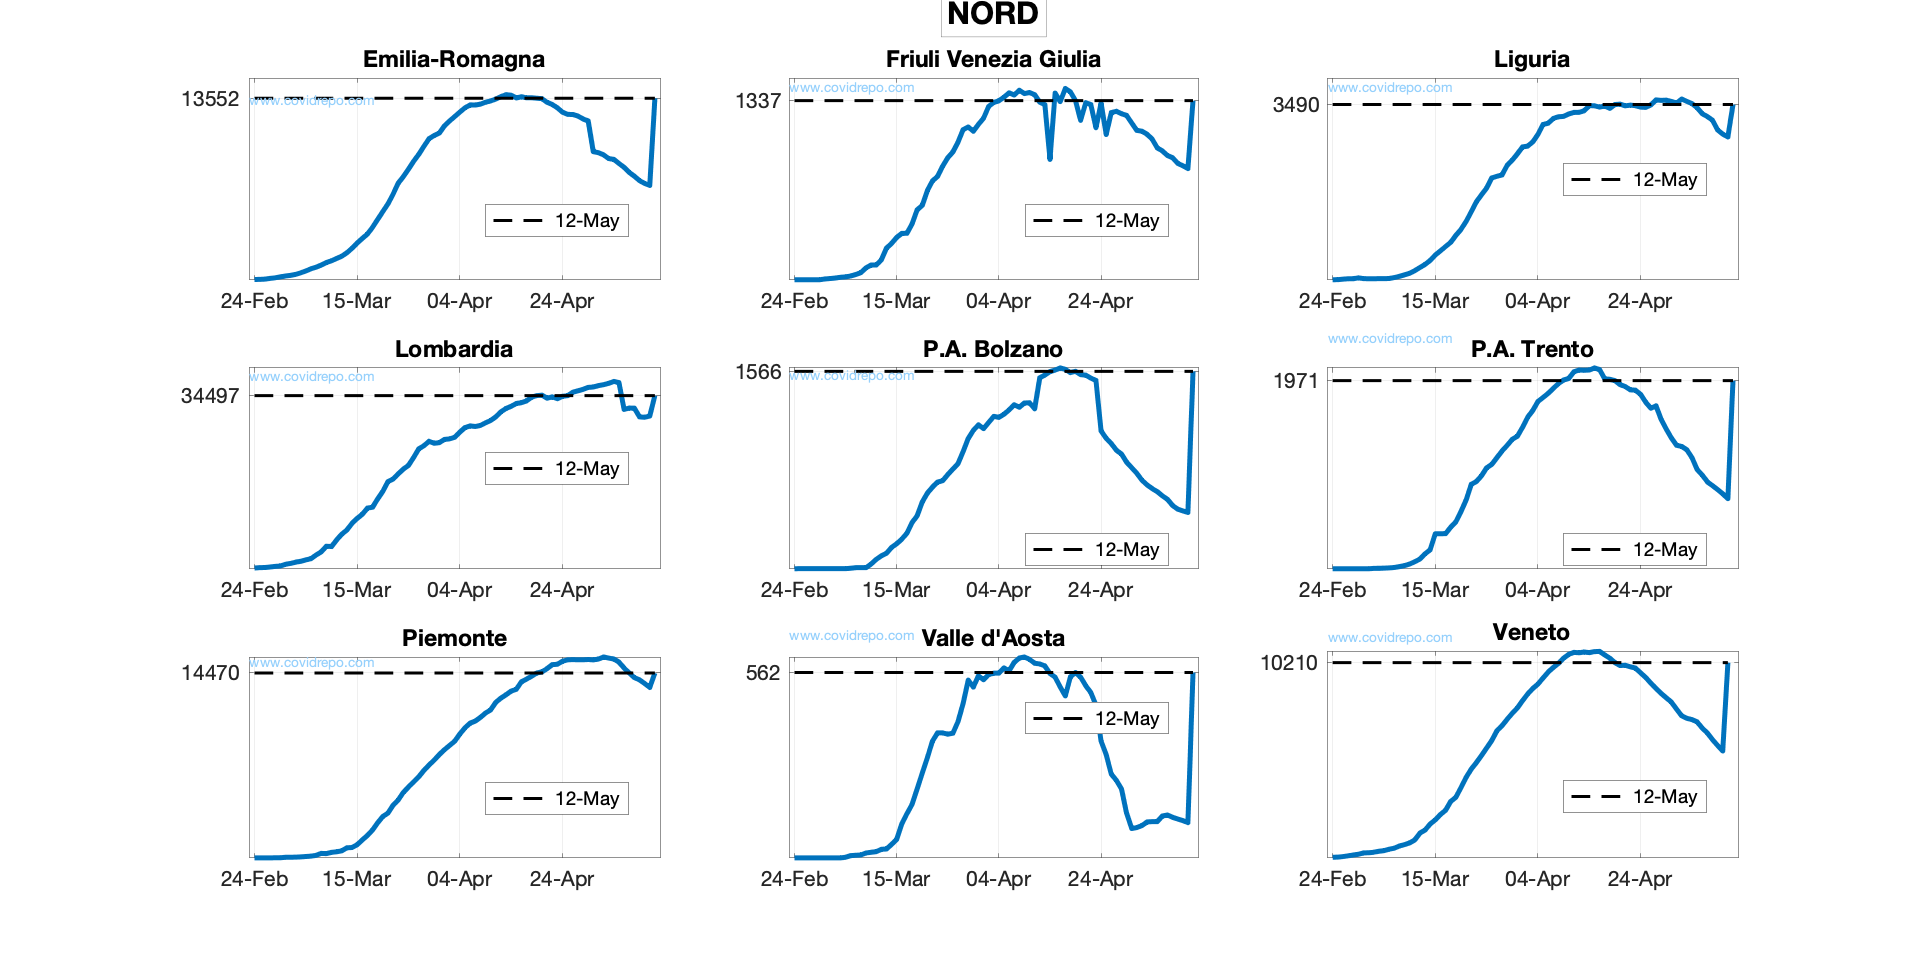 NORD
Emilia-Romagna
www.covidrepo.com
13552
12-May
24-Feb 15-Mar 04-Apr 24-Apr
Friuli Venezia Giulia
www.covidrepo.com
1337
12-May
24-Feb 15-Mar 04-Apr 24-Apr
Liguria
www.covidrepo.com
3490
12-May
24-Feb 15-Mar 04-Apr 24-Apr
Lombardia
www.covidrepo.com
34497
12-May
24-Feb 15-Mar 04-Apr 24-Apr
P.A. Bolzano
1566
www.covidrepo.com
12-May
24-Feb 15-Mar 04-Apr 24-Apr
www.covidrepo.com
P.A. Trento
1971
12-May
24-Feb 15-Mar 04-Apr 24-Apr
Piemonte
www.covidrepo.com
14470
12-May
24-Feb 15-Mar 04-Apr 24-Apr
www.covidrepo.com
Valle d'Aosta
562
12-May
24-Feb 15-Mar 04-Apr 24-Apr
www.covidrepo.com
Veneto
10210
12-May
24-Feb 15-Mar 04-Apr 24-Apr